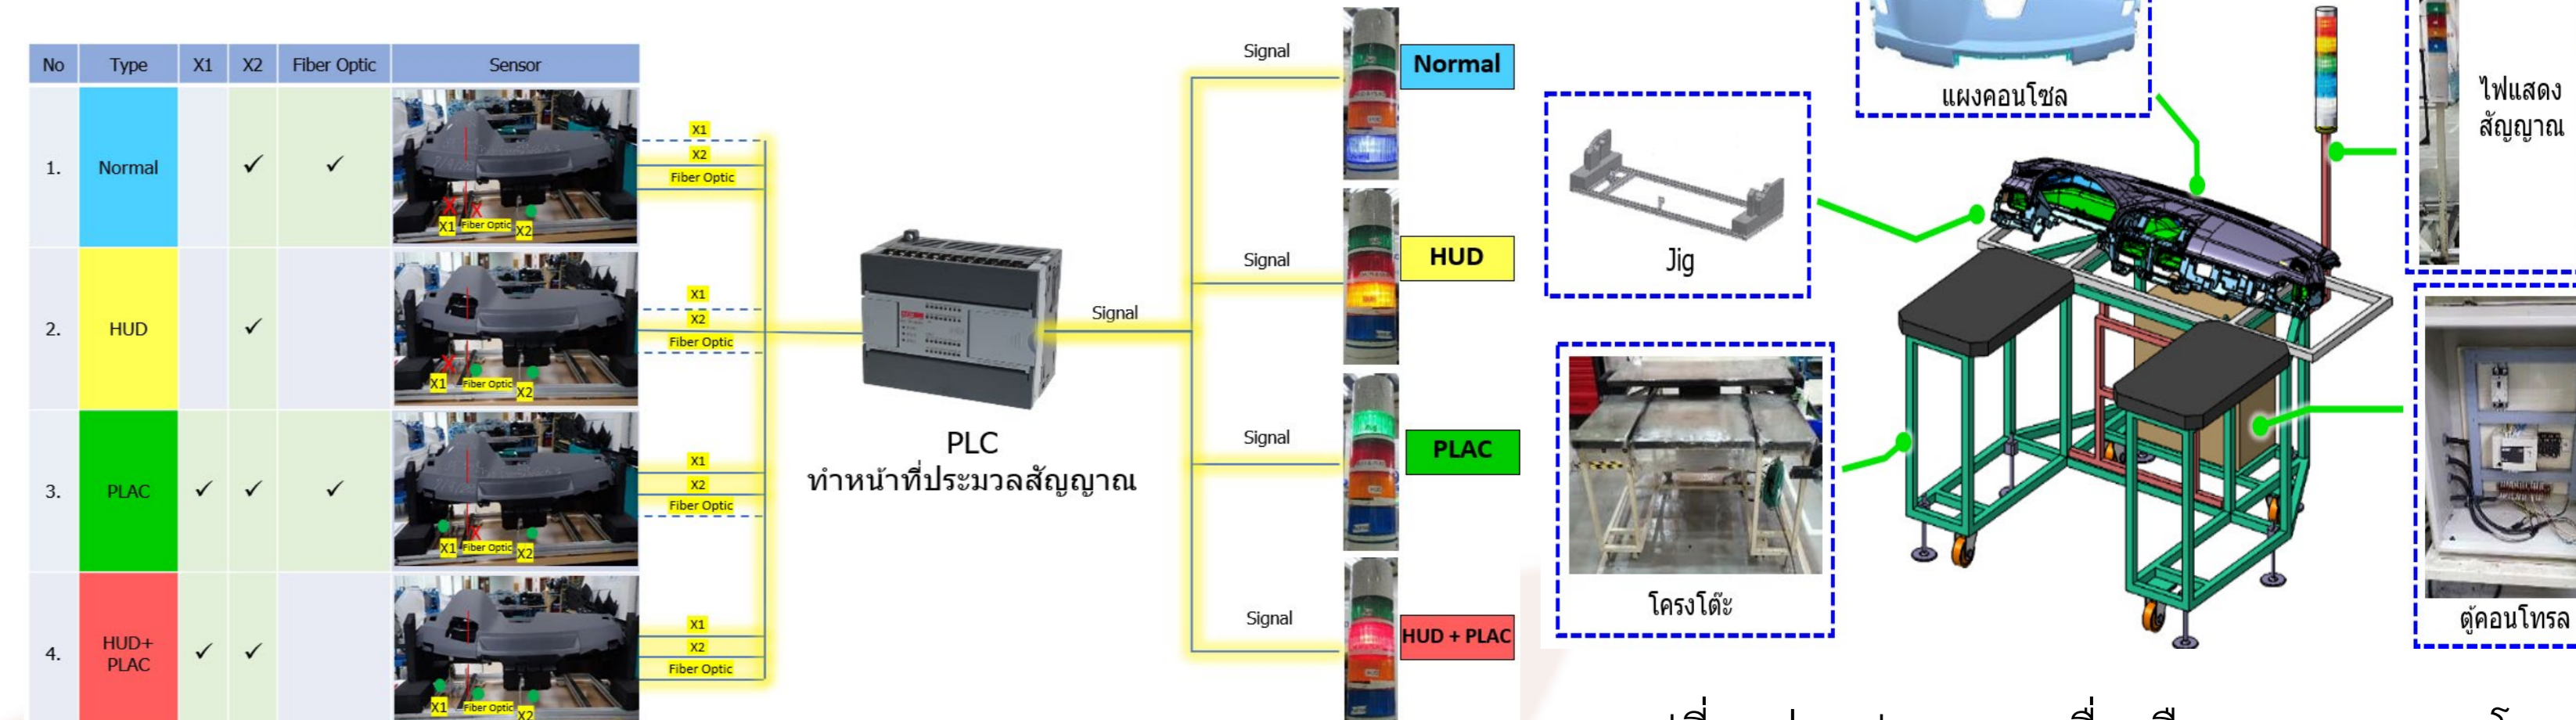 No Type X1 X2 Fiber Optic Sensor
1. Normal ✓ ✓
X1 Fiber Optic X2
2. HUD ✓
X1 Fiber Optic X2
3. PLAC ✓ ✓ ✓
X1 Fiber Optic X2
4. HUD+
PLAC ✓ ✓
X1 Fiber Optic X2
X1
X2
Fiber Optic
X1
X2
Fiber Optic
X1
X2
Fiber Optic
X1
X2
Fiber Optic
PLC
ทำหน้าที่ประมวลสัญญาณ
Signal
Signal
Normal
Signal
HUD
Signal
PLAC
Signal
HUD + PLAC
แผงคอนโซล
Jig
โครงโต๊ะ
ไฟแสดง
สัญญาณ
ตู้คอนโทรล